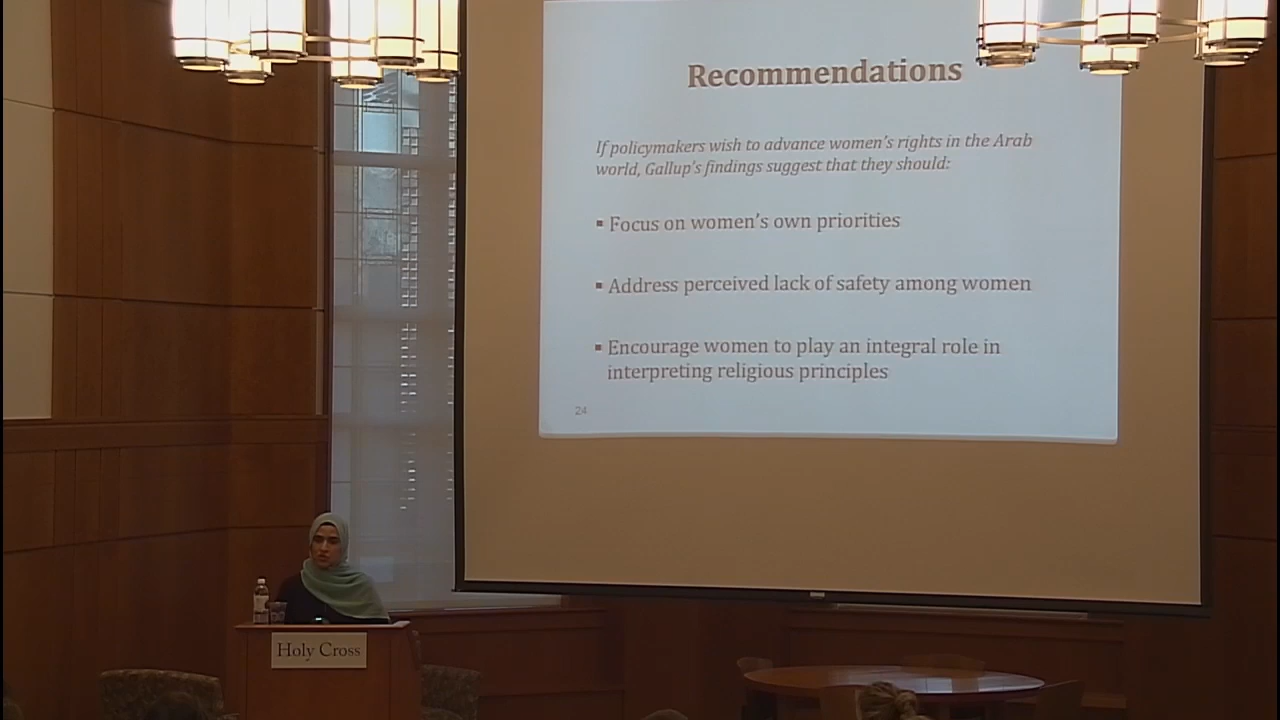 Recommendations
If policymakers wish to advance women's rights in the Arab
world, Gallup's findings suggest that they should:
▪ Focus on women's own priorities
▪ Address perceived lack of safety among women
▪ Encourage women to play an integral role in
interpreting religious principles
24
Holy Cross